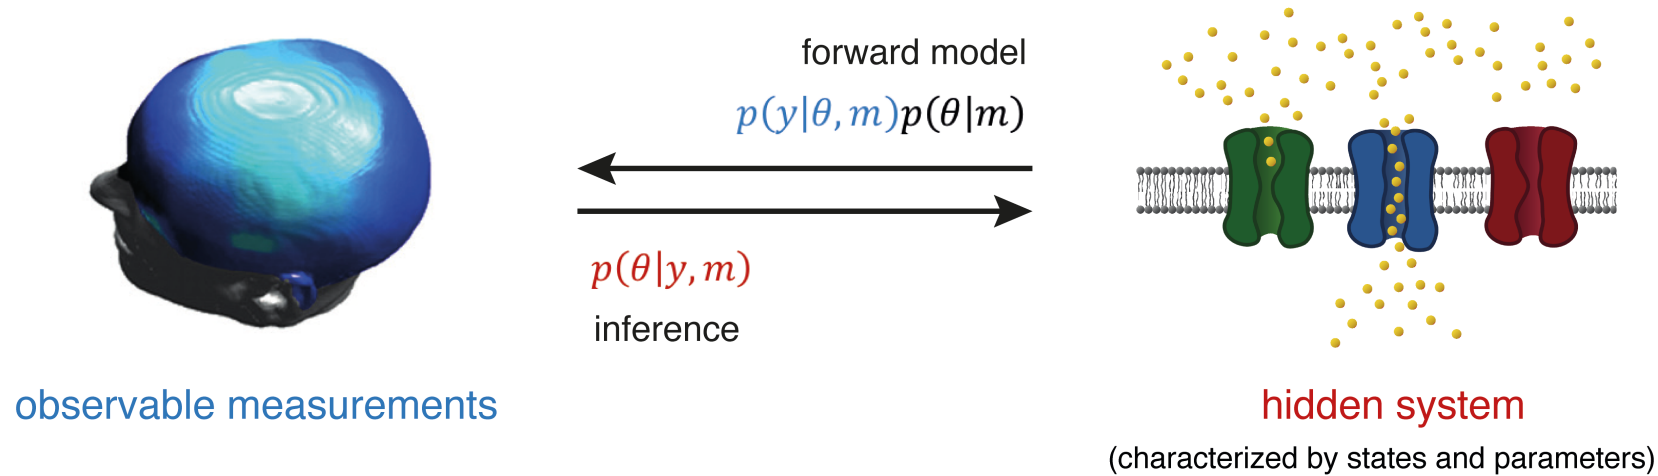 forward model
p(y|θ, m)p(θ|m)
p(θ|y, m)
inference
observable measurements
hidden system
(characterized by states and parameters)